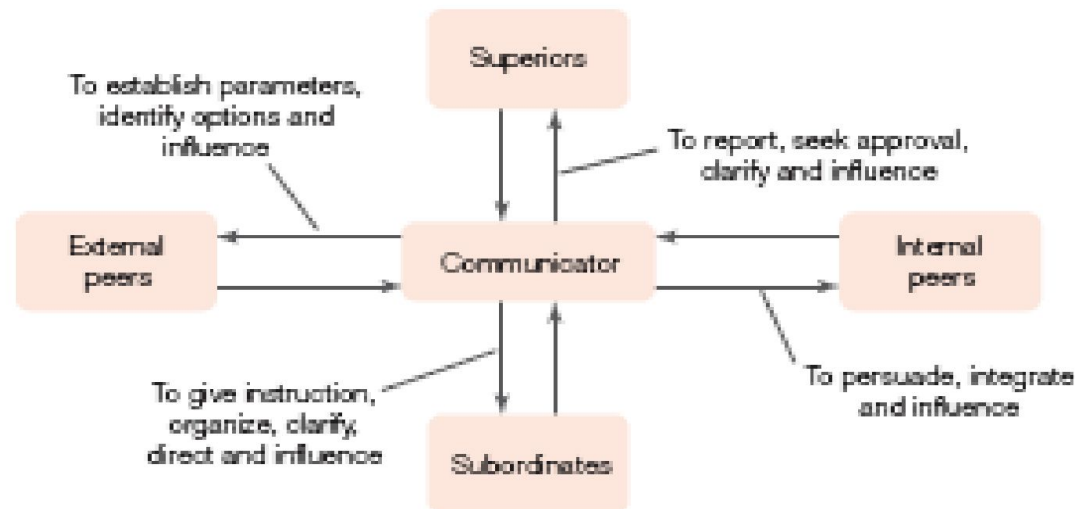 Superiors
To establish parameters,
identify options and
influence
To report, seek approval,
clarify and influence
External
peers
Communicator
Internal
peers
To give instruction,
organize, clarify,
direct and influence
To persuade, integrate
and influence
Subordinates